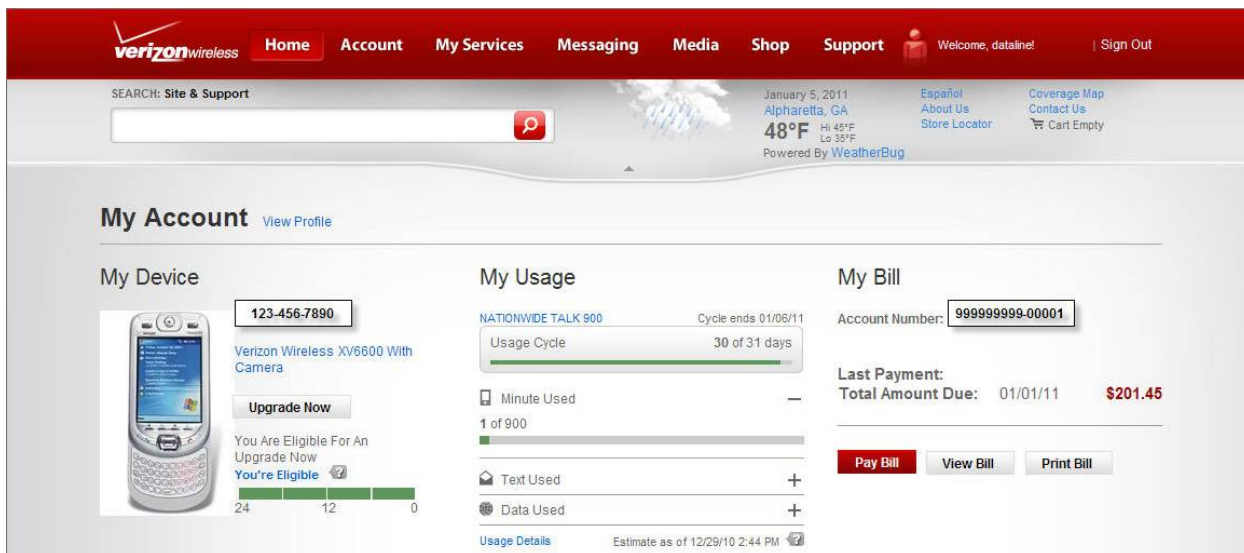 verizonwireless Home Account My Services Messaging Media Shop Support Welcome, dataline! | Sign Out
SEARCH: Site & Support
January 5, 2011
Alpharetta, GA
48°F Hi 45°F
Lo 35°F
Powered By WeatherBug
Español
About Us
Store Locator
Coverage Map
Contact Us
Cart Empty
My Account View Profile
My Device
123-456-7890
Verizon Wireless XV6600 With
Camera
Upgrade Now
You Are Eligible For An
Upgrade Now
You're Eligible ?
24 12 0
My Usage
NATIONWIDE TALK 900 Cycle ends 01/06/11
Usage Cycle 30 of 31 days
Minute Used −
1 of 900
Text Used +
Data Used +
Usage Details Estimate as of 12/29/10 2:44 PM ?
My Bill
Account Number: 999999999-00001
Last Payment:
Total Amount Due: 01/01/11 $201.45
Pay Bill View Bill Print Bill